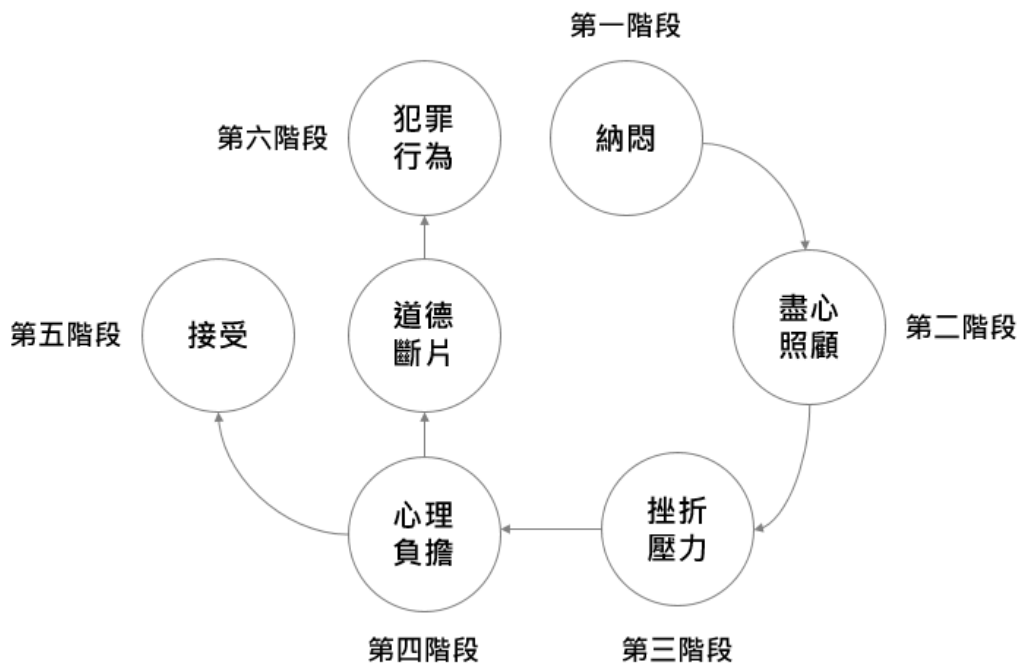 第一階段
納悶
盡心
照顧
第二階段
挫折
壓力
第三階段
心理
負擔
第四階段
接受
第五階段
道德
斷片
犯罪
行為
第六階段